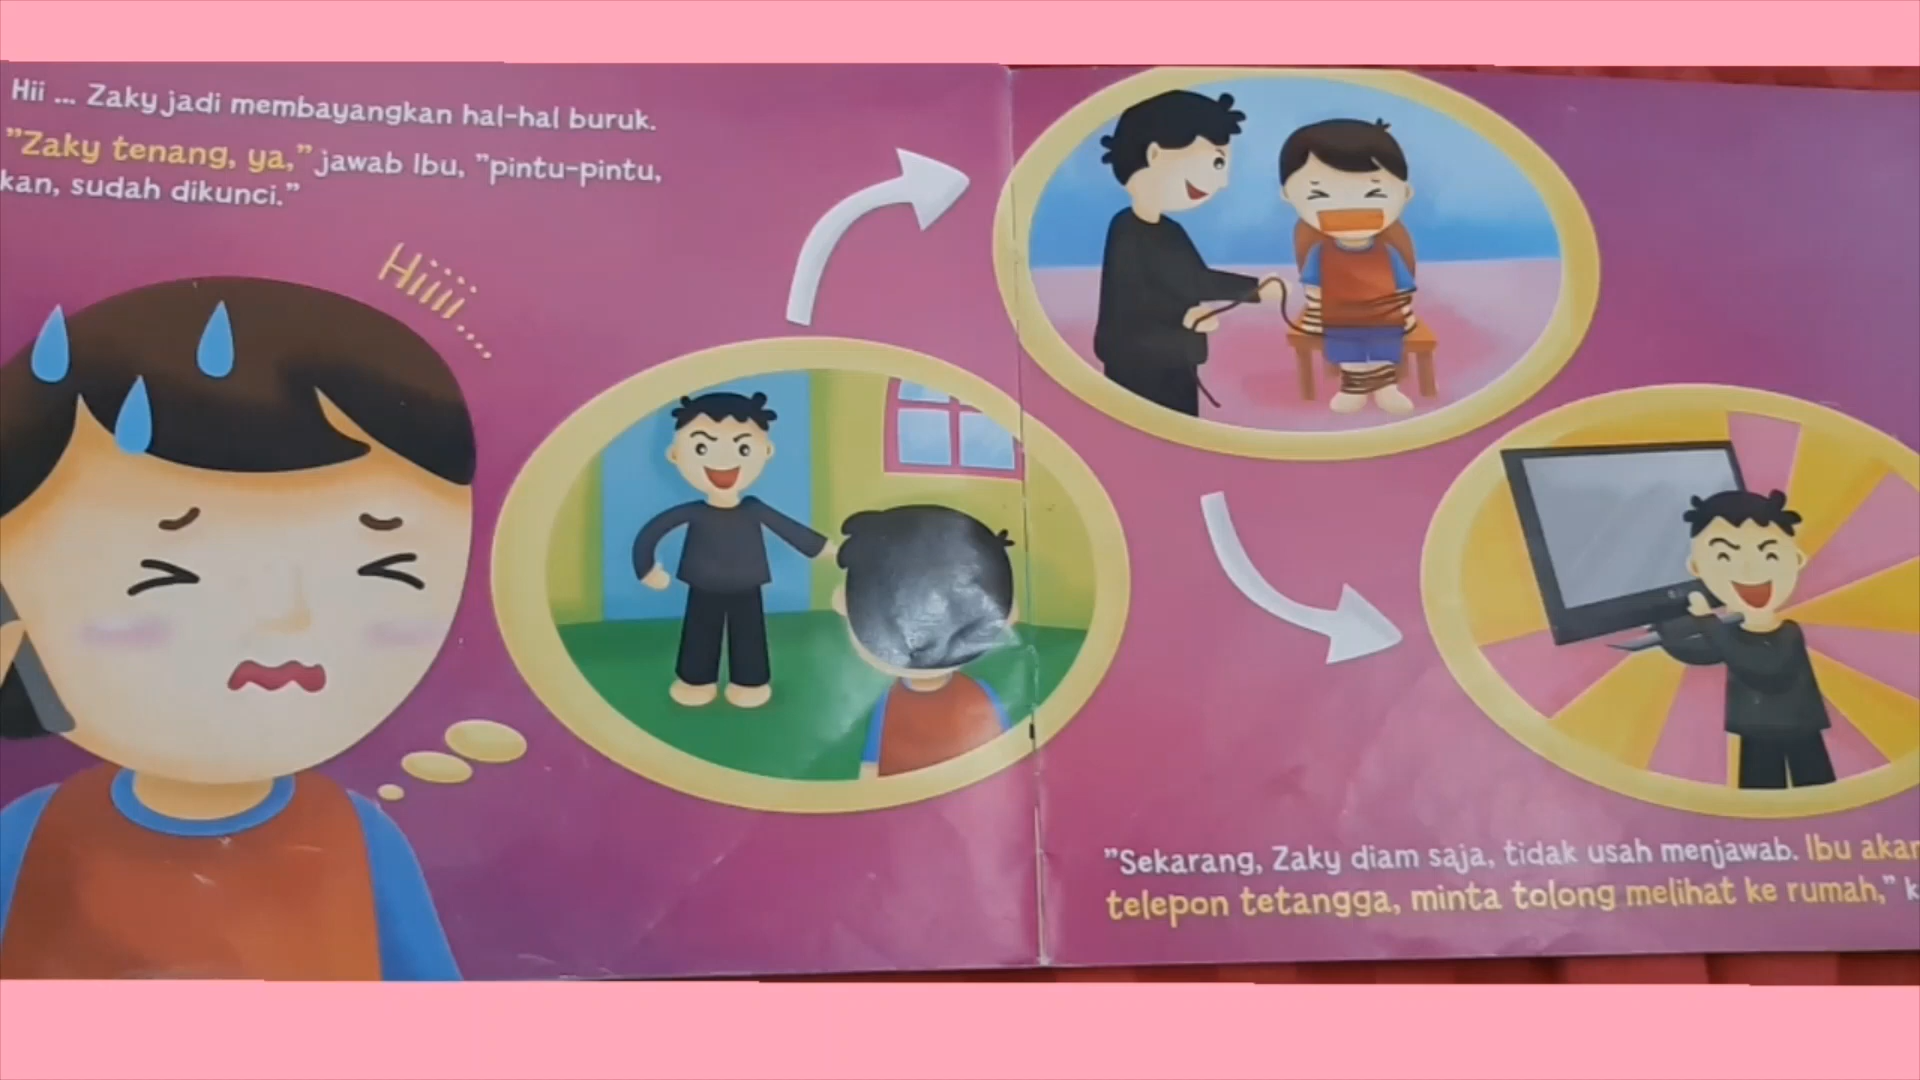 Hii ... Zaky jadi membayangkan hal-hal buruk.
”Zaky tenang, ya,” jawab Ibu, ”pintu-pintu,
kan, sudah dikunci.”
Hiiii....
”Sekarang, Zaky diam saja, tidak usah menjawab. Ibu akan
telepon tetangga, minta tolong melihat ke rumah,”